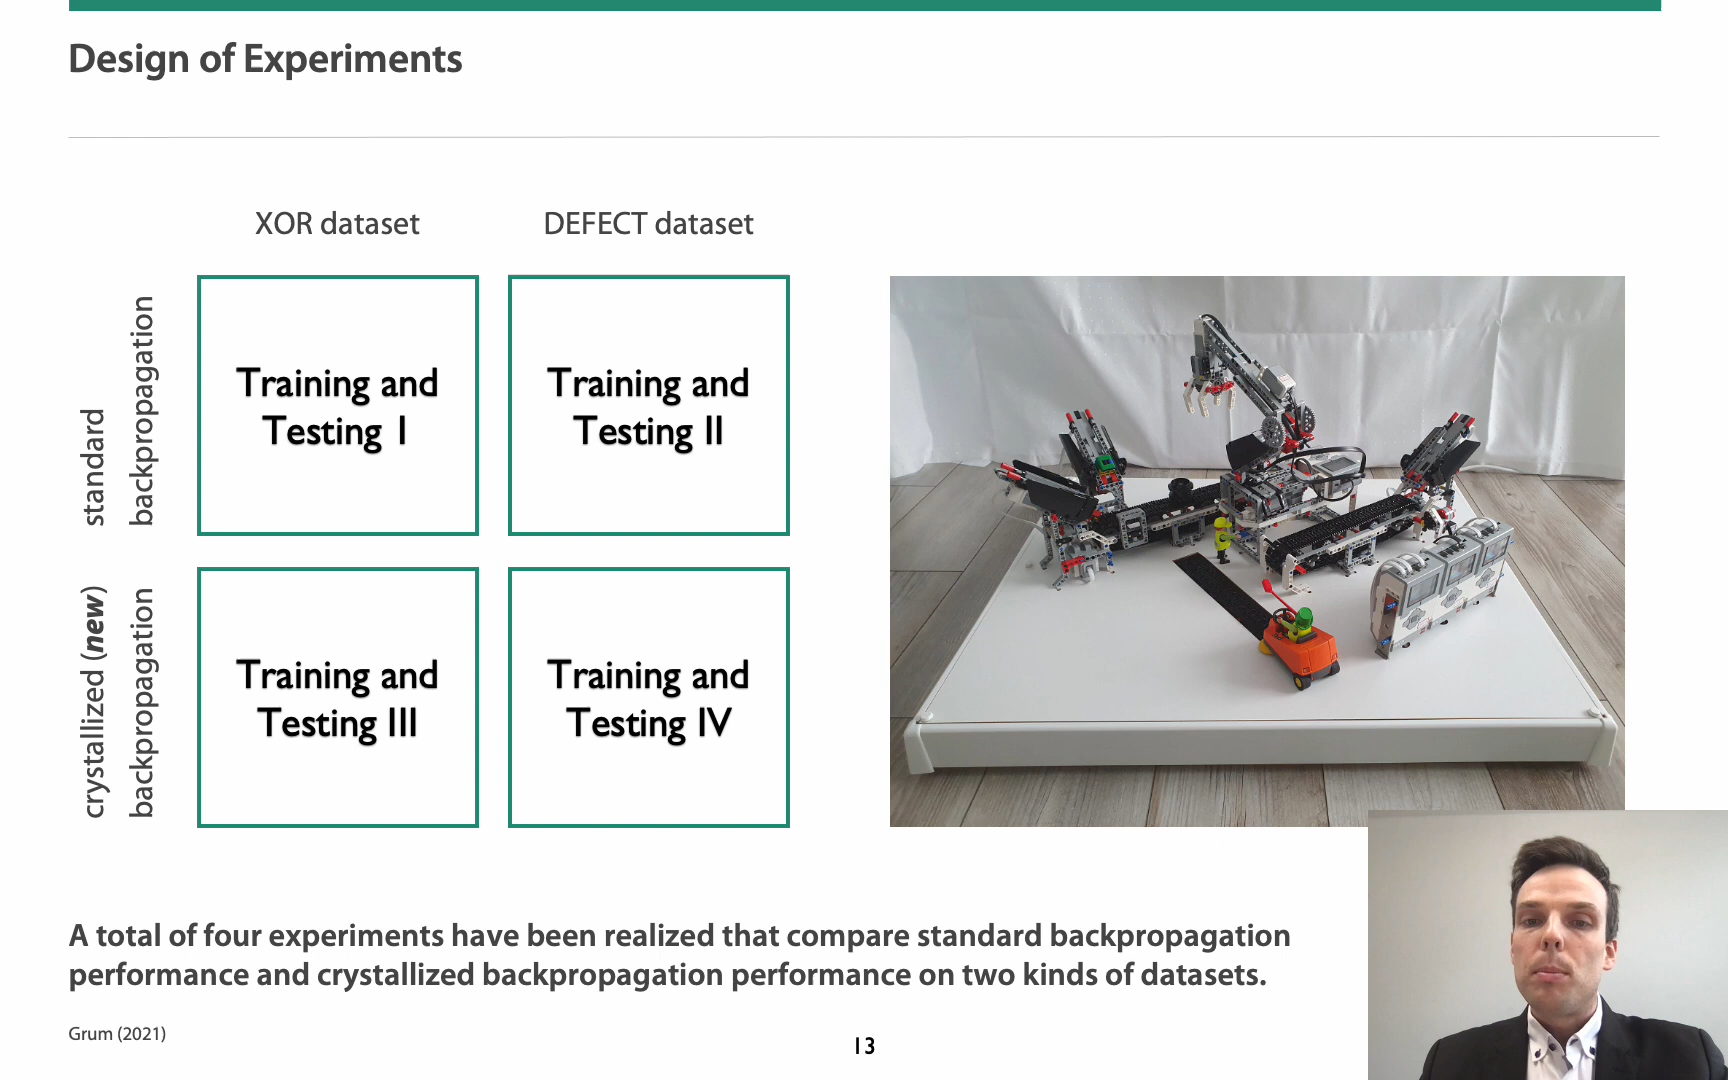 Design of Experiments
XOR dataset
DEFECT dataset
standard
backpropagation
Training and
Testing I
Training and
Testing II
crystallized (new)
backpropagation
Training and
Testing III
Training and
Testing IV
A total of four experiments have been realized that compare standard backpropagation
performance and crystallized backpropagation performance on two kinds of datasets.
Grum (2021)
13